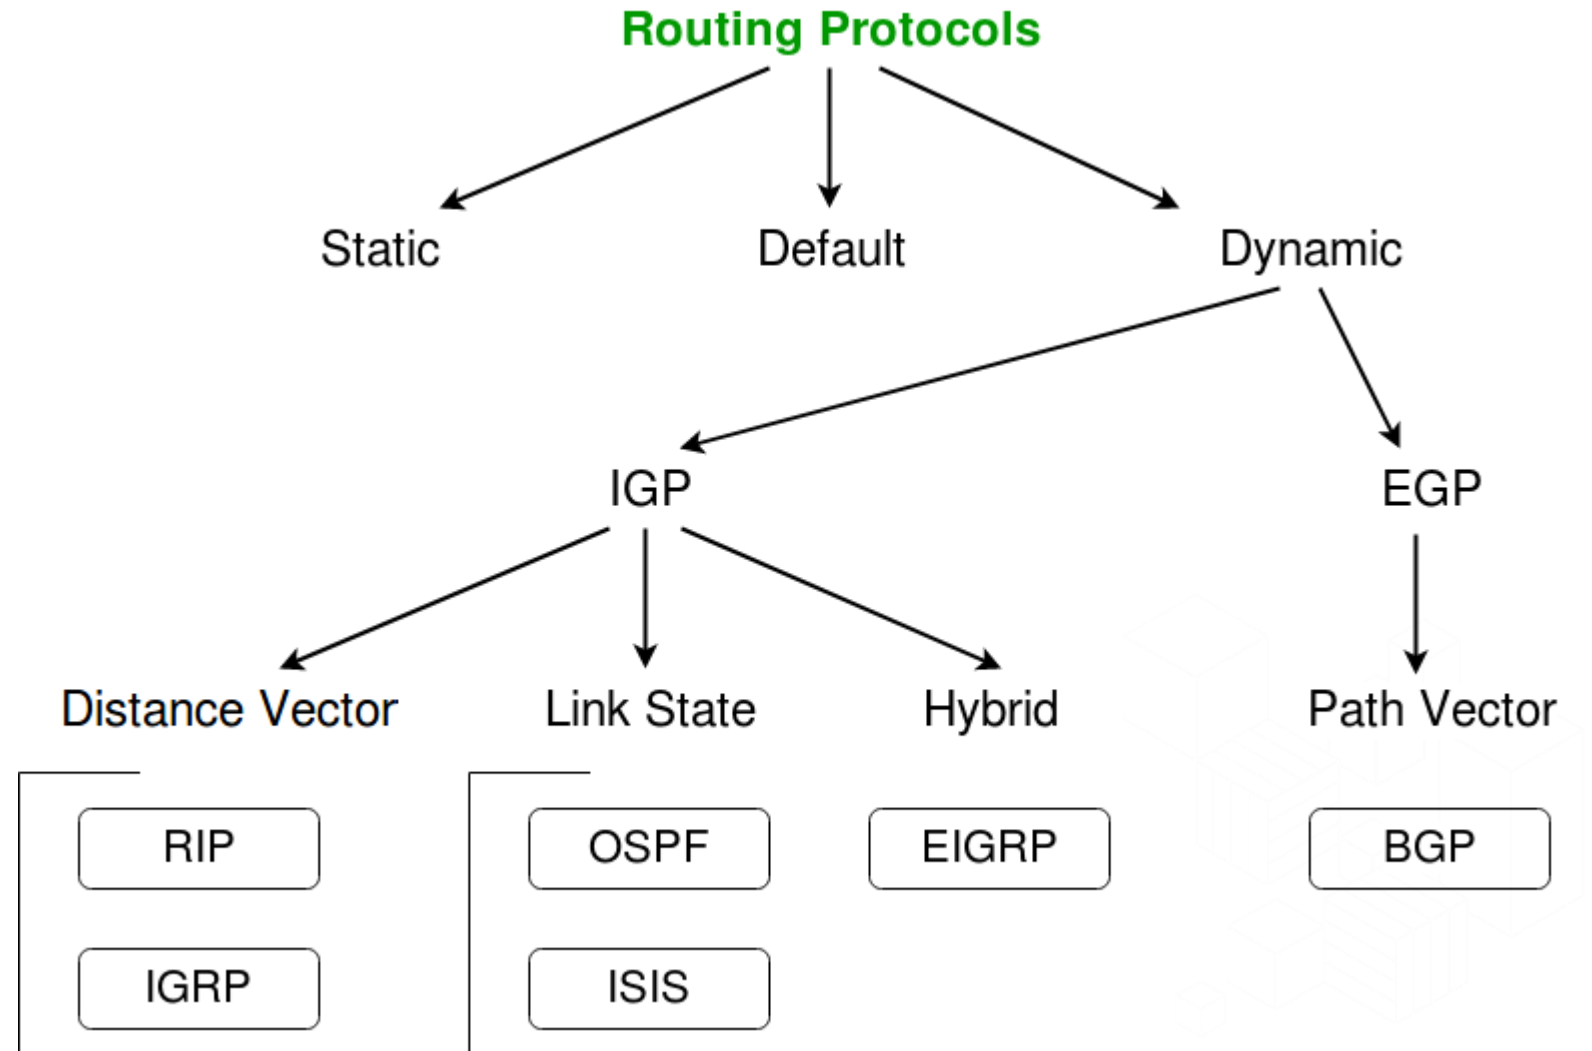 Routing Protocols
Static Default Dynamic
IGP EGP
Distance Vector Link State Hybrid Path Vector
RIP OSPF EIGRP BGP
IGRP ISIS